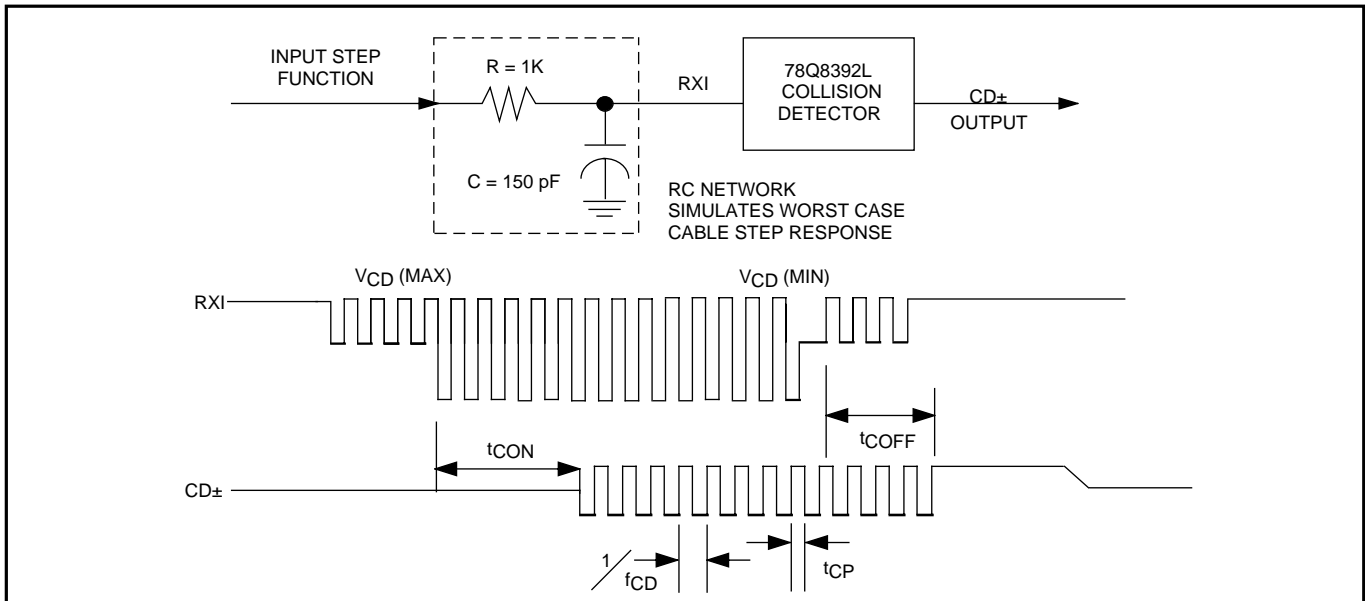 INPUT STEP
FUNCTION
R = 1K
RXI
78Q8392L
COLLISION
DETECTOR
CD±
OUTPUT
C = 150 pF
RC NETWORK
SIMULATES WORST CASE
CABLE STEP RESPONSE
VCD (MAX)
VCD (MIN)
RXI
tCOFF
tCON
CD±
1/fCD
tCP